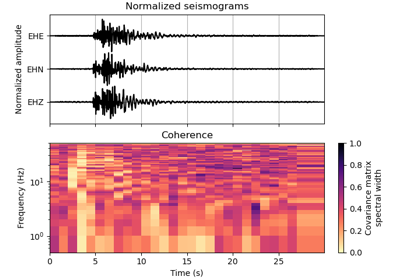 Normalized seismograms
Normalized amplitude
EHE
EHN
EHZ
Coherence
Frequency (Hz)
10¹
10⁰
0 5 10 15 20 25
Time (s)
1.0
0.8
0.6
0.4
0.2
0.0
Covariance matrix
spectral width